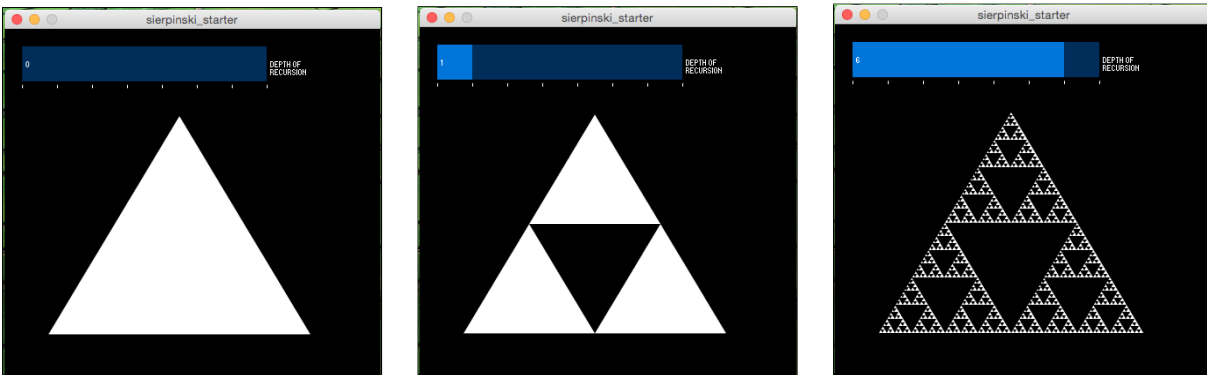 sierpinski_starter
0
DEPTH OF
RECURSION
sierpinski_starter
1
DEPTH OF
RECURSION
sierpinski_starter
6
DEPTH OF
RECURSION